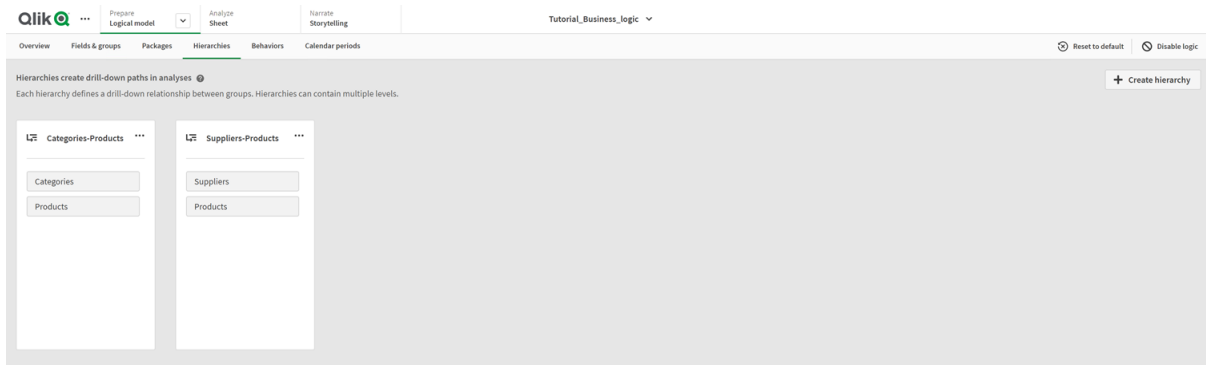 Qlik
Prepare
Logical model
Analyze
Sheet
Narrate
Storytelling
Tutorial_Business_logic
Overview Fields & groups Packages Hierarchies Behaviors Calendar periods Reset to default Disable logic
Hierarchies create drill-down paths in analyses
Each hierarchy defines a drill-down relationship between groups. Hierarchies can contain multiple levels.
Create hierarchy
Categories-Products
Categories
Products
Suppliers-Products
Suppliers
Products